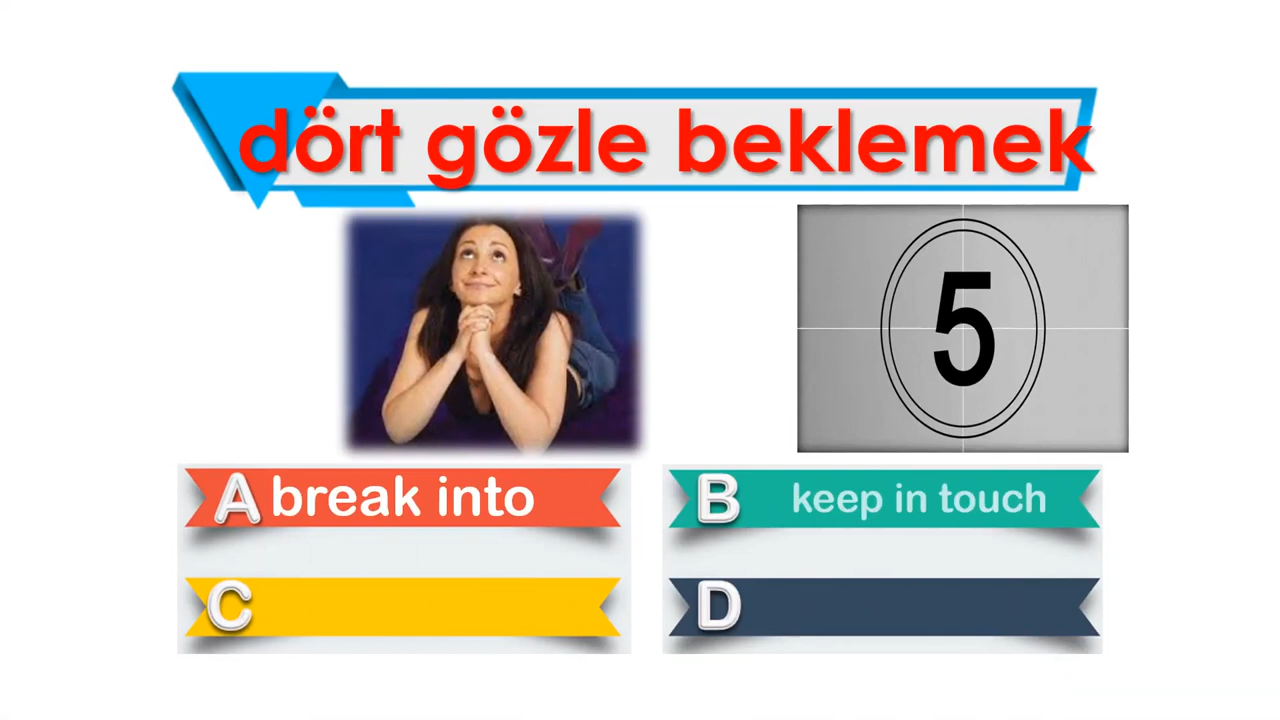 dört gözle beklemek
5
A break into
B keep in touch
C
D